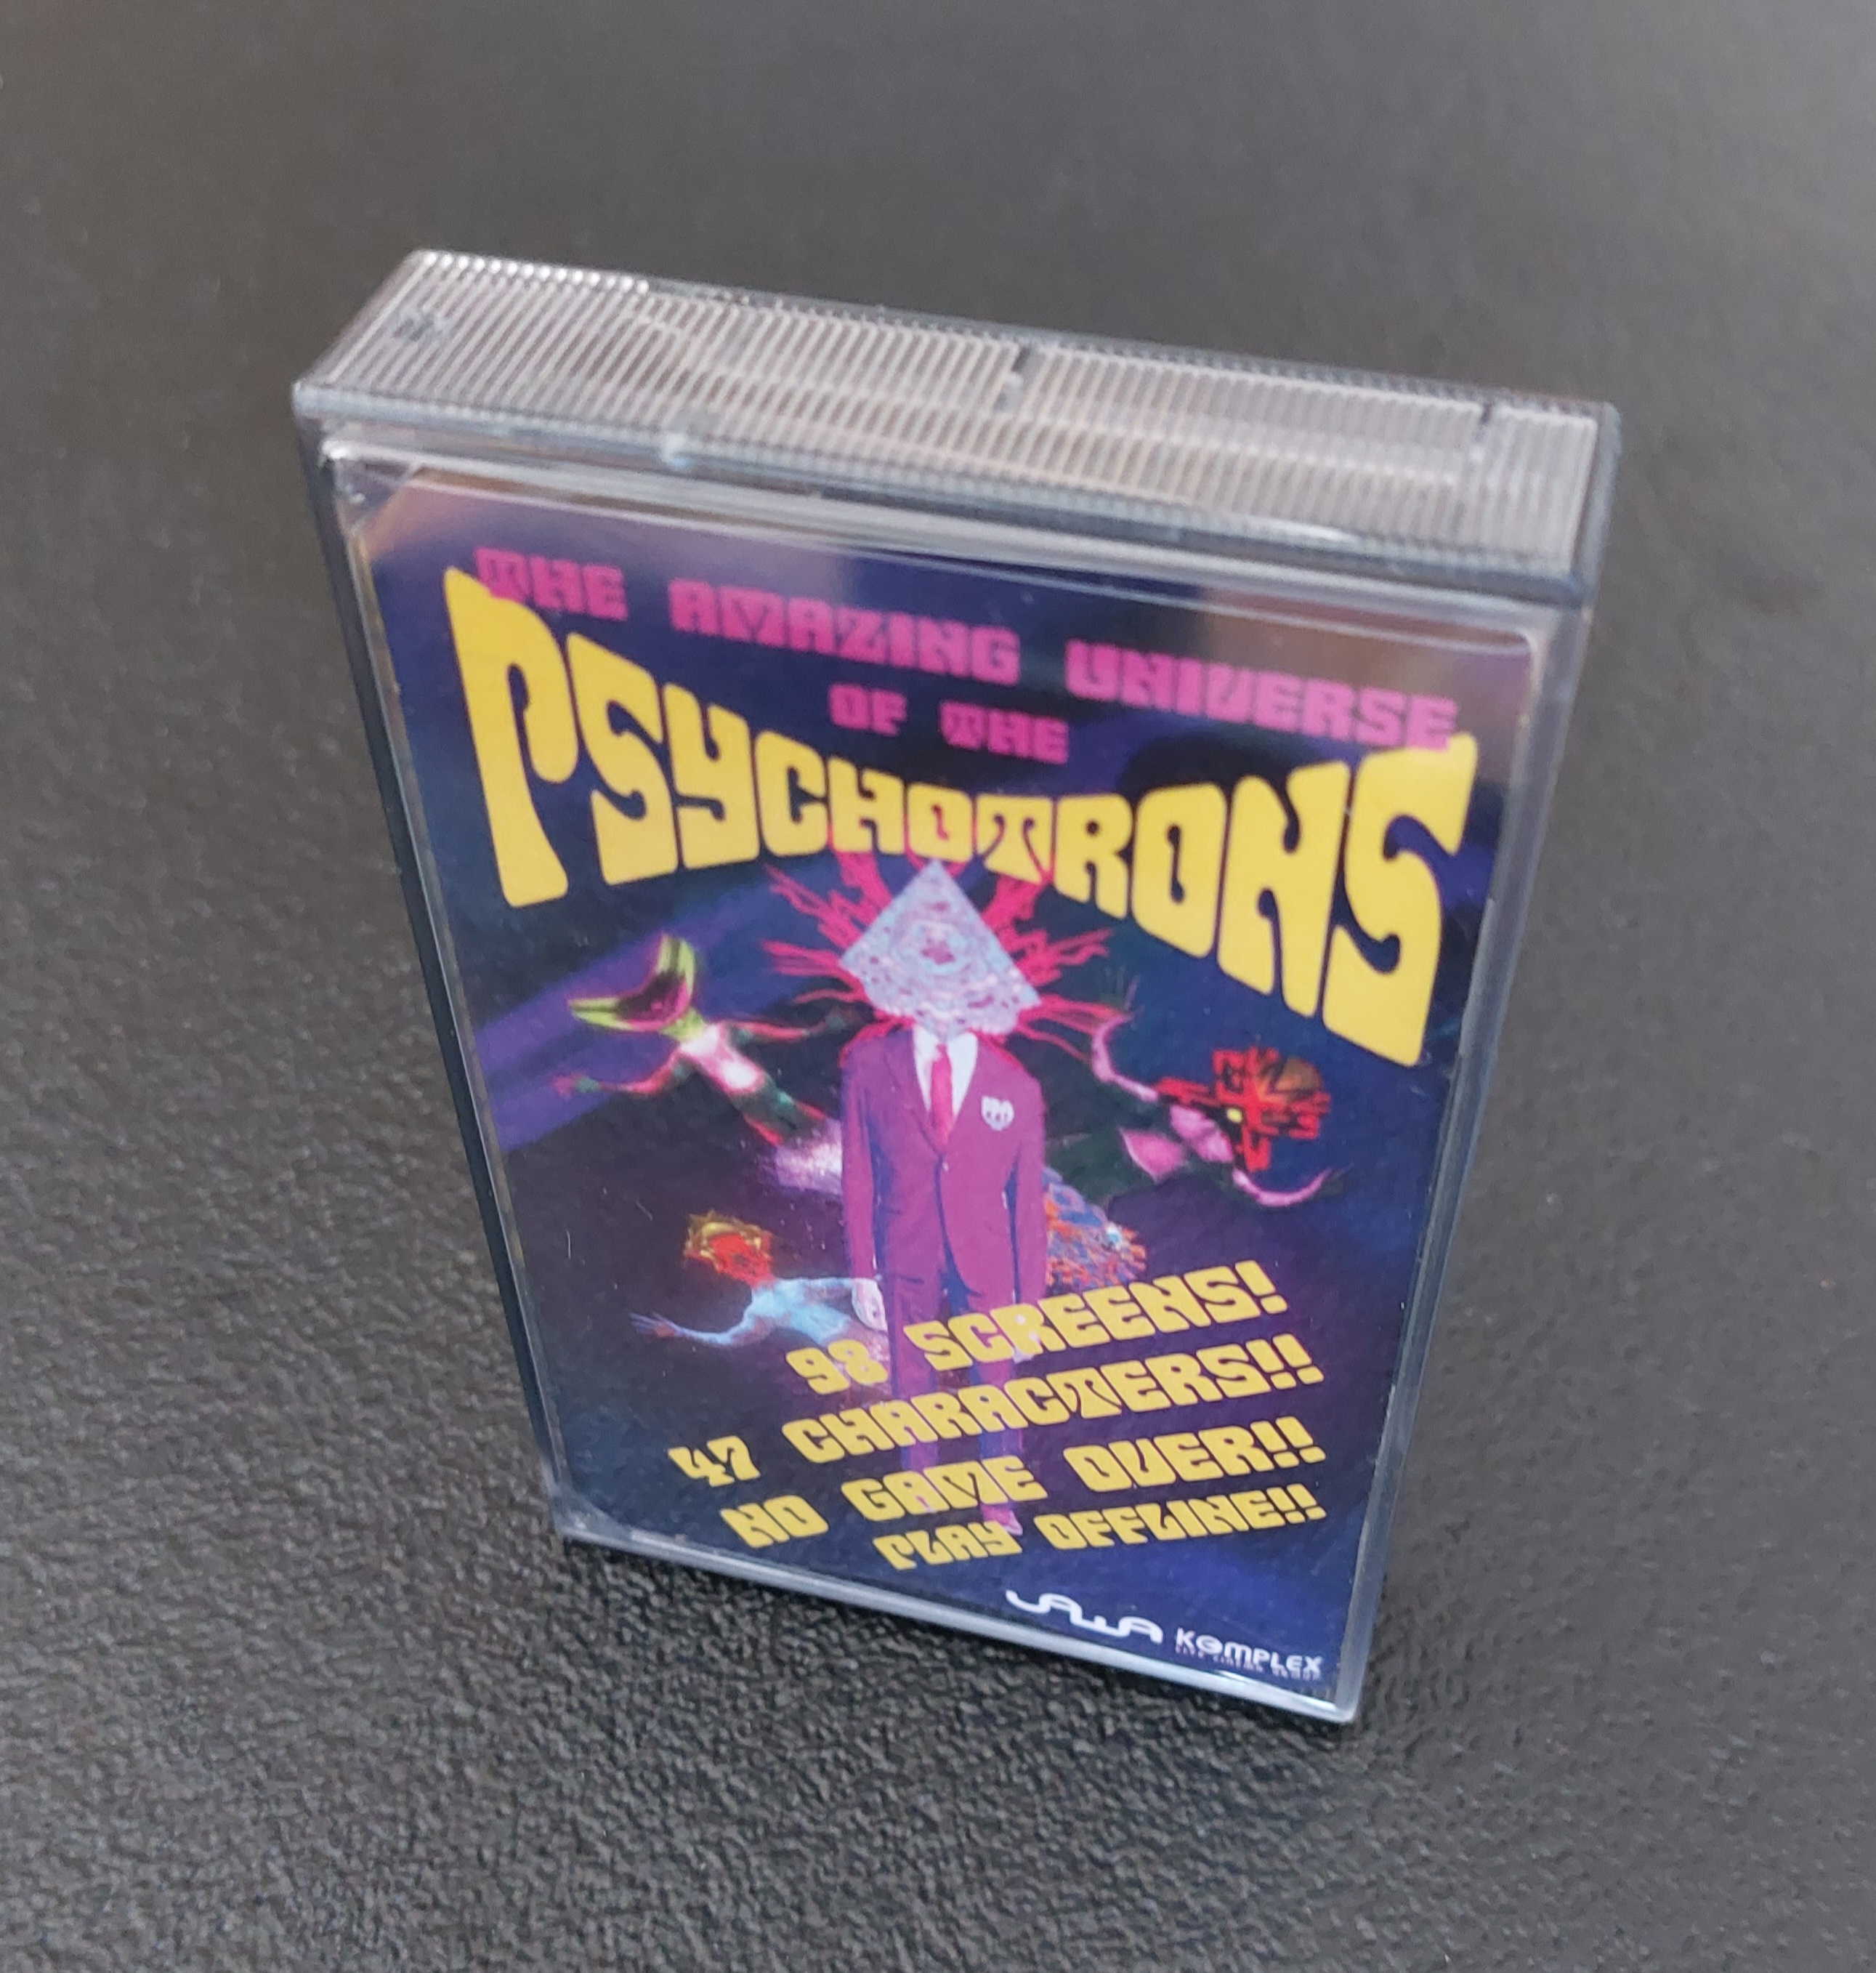 THE AMAZING UNIVERSE
OF THE
PSYCHOTRONS
98 SCREENS!
47 CHARACTERS!!
NO GAME OVER!!
PLAY OFFLINE!!
KOMPLEX